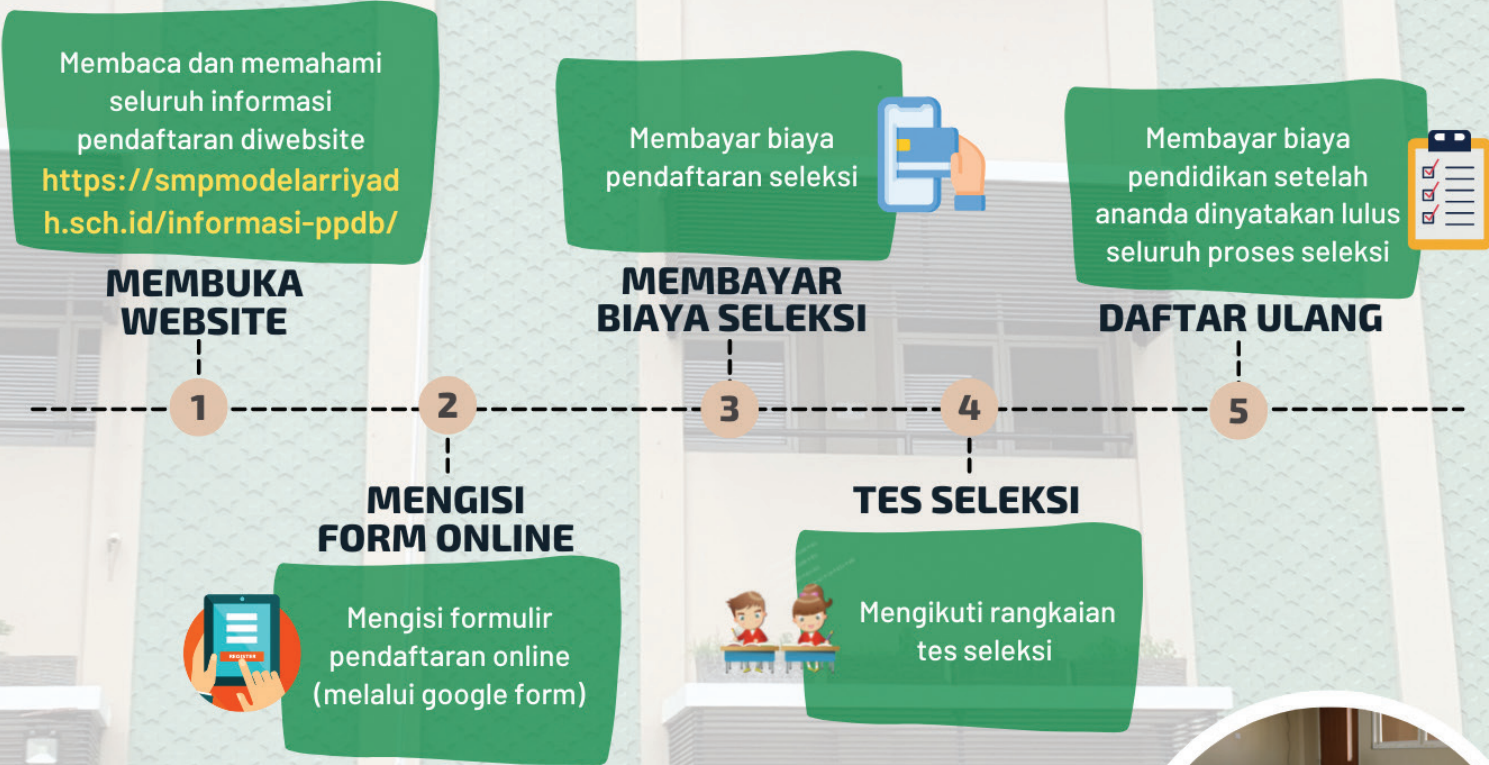 Membaca dan memahami
seluruh informasi
pendaftaran diwebsite
https://smpmodelarriyad
h.sch.id/informasi-ppdb/
MEMBUKA
WEBSITE
1
2
MENGISI
FORM ONLINE
REGISTER
Mengisi formulir
pendaftaran online
(melalui google form)
Membayar biaya
pendaftaran seleksi
MEMBAYAR
BIAYA SELEKSI
3
4
TES SELEKSI
Mengikuti rangkaian
tes seleksi
Membayar biaya
pendidikan setelah
ananda dinyatakan lulus
seluruh proses seleksi
DAFTAR ULANG
5